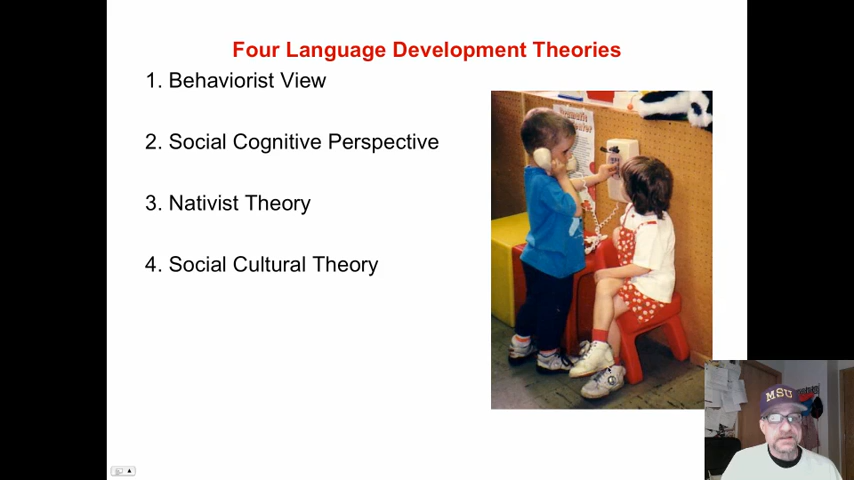 Four Language Development Theories
1. Behaviorist View
2. Social Cognitive Perspective
3. Nativist Theory
4. Social Cultural Theory
MSU